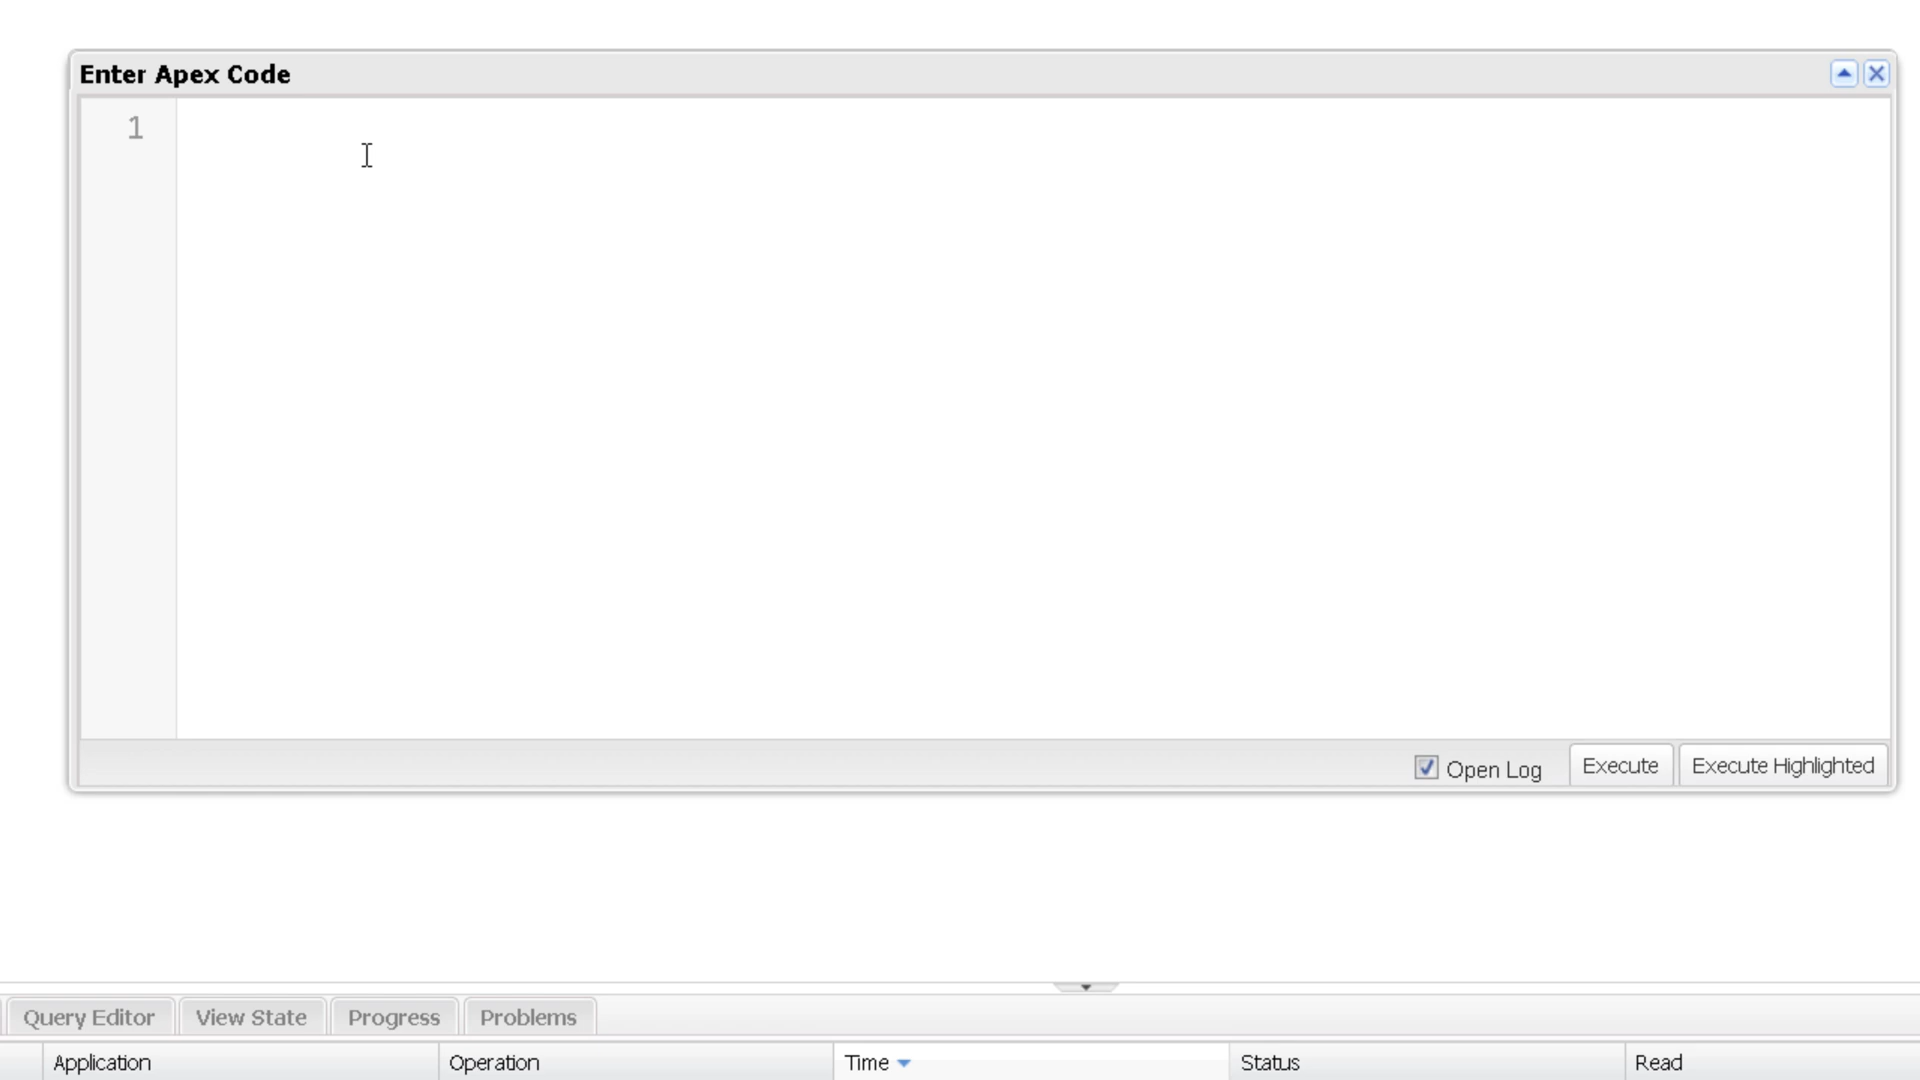 Enter Apex Code
1
Open Log
Execute
Execute Highlighted
Query Editor
View State
Progress
Problems
Application
Operation
Time
Status
Read